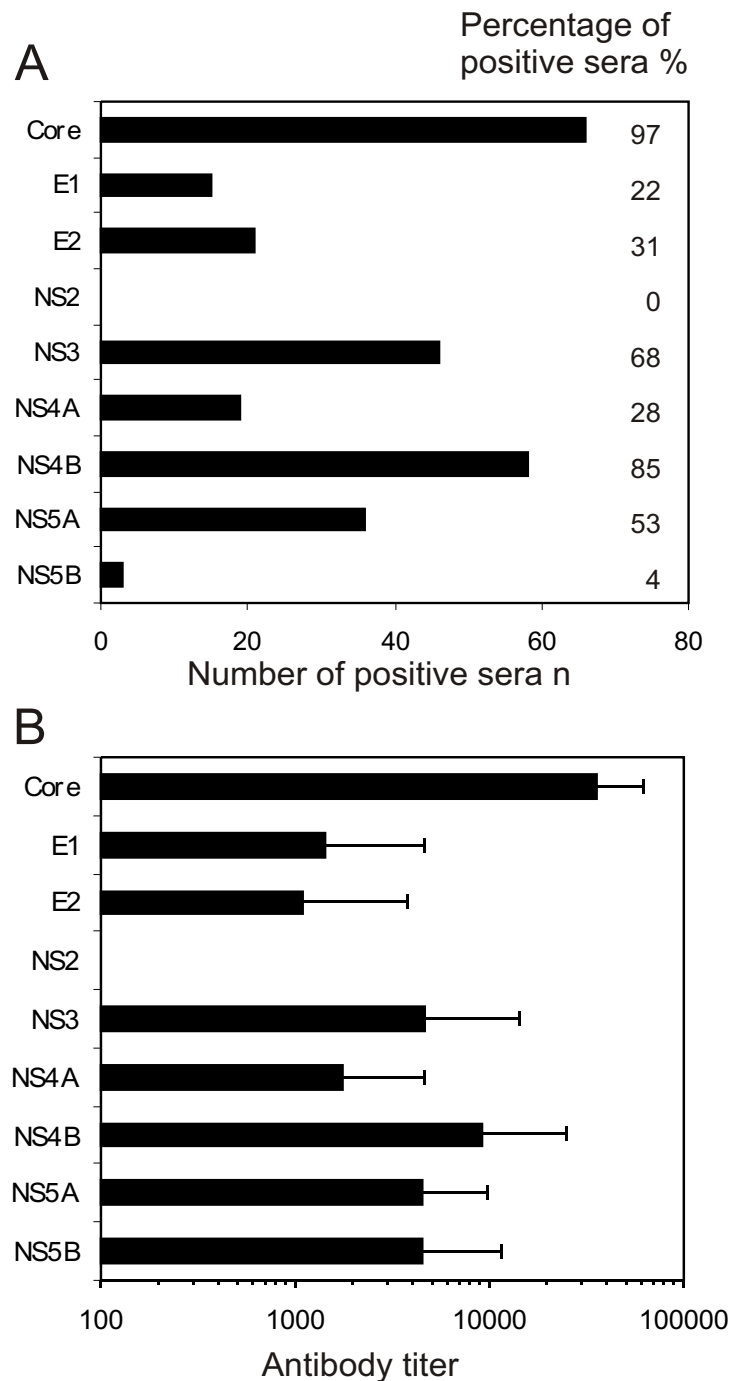 A
Percentage of
positive sera %
Core 97
E1 22
E2 31
NS2 0
NS3 68
NS4A 28
NS4B 85
NS5A 53
NS5B 4
0 20 40 60 80
Number of positive sera n
B
Core
E1
E2
NS2
NS3
NS4A
NS4B
NS5A
NS5B
100 1000 10000 100000
Antibody titer